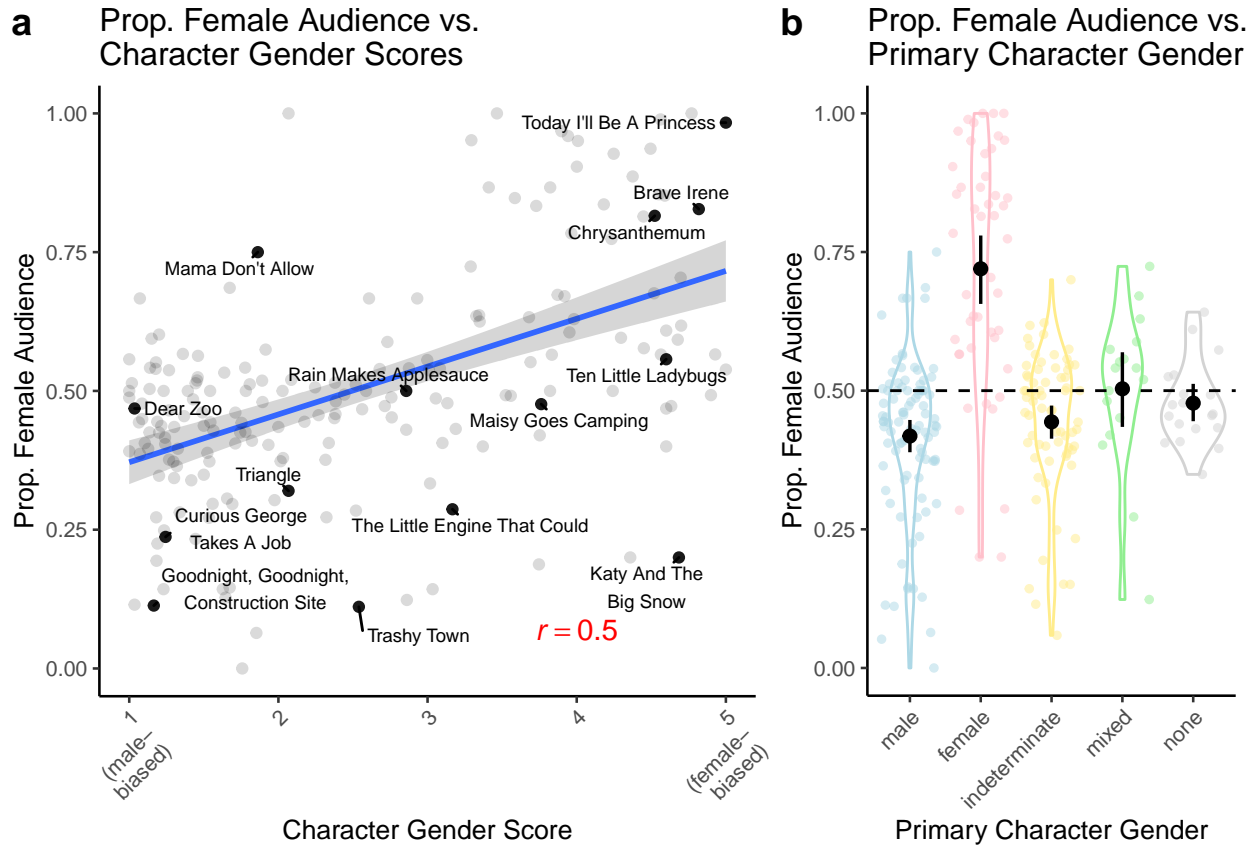 a
Prop. Female Audience vs.
Character Gender Scores
Prop. Female Audience
1.00
0.75
0.50
0.25
0.00
Today I'll Be A Princess
Brave Irene
Chrysanthemum
Mama Don't Allow
Rain Makes Applesauce
Ten Little Ladybugs
Dear Zoo
Maisy Goes Camping
Triangle
Curious George
Takes A Job
The Little Engine That Could
Goodnight, Goodnight,
Construction Site
Katy And The
Big Snow
Trashy Town
r = 0.5
1
(male–
biased)
2
3
4
5
(female–
biased)
Character Gender Score
b
Prop. Female Audience vs.
Primary Character Gender
Prop. Female Audience
1.00
0.75
0.50
0.25
0.00
male
female
indeterminate
mixed
none
Primary Character Gender